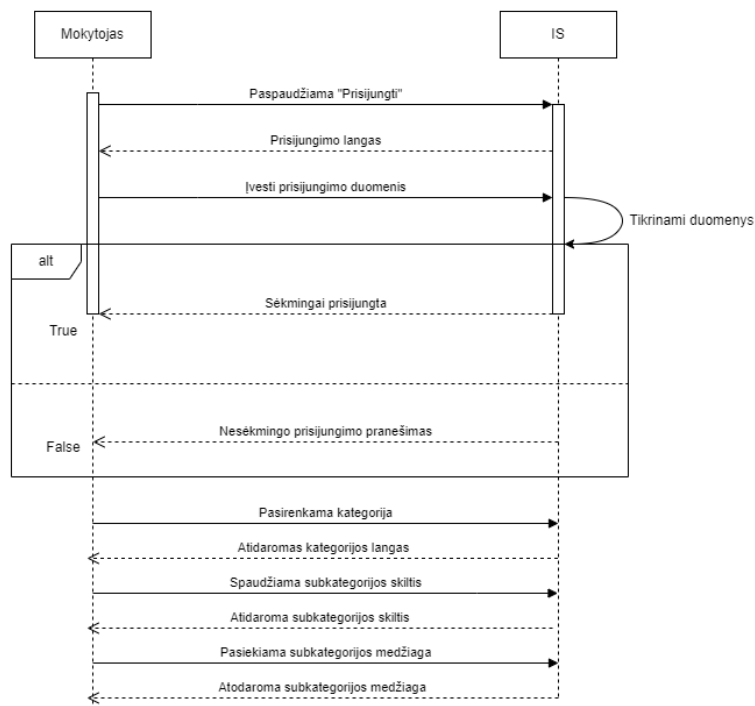 Mokytojas
IS
Paspaudžiama "Prisijungti"
Prisijungimo langas
Įvesti prisijungimo duomenis
Tikrinami duomenys
alt
Sėkmingai prisijungta
True
Nesėkmingo prisijungimo pranešimas
False
Pasirenkama kategorija
Atidaromas kategorijos langas
Spaudžiama subkategorijos skiltis
Atidaroma subkategorijos skiltis
Pasiekiama subkategorijos medžiaga
Atodaroma subkategorijos medžiaga